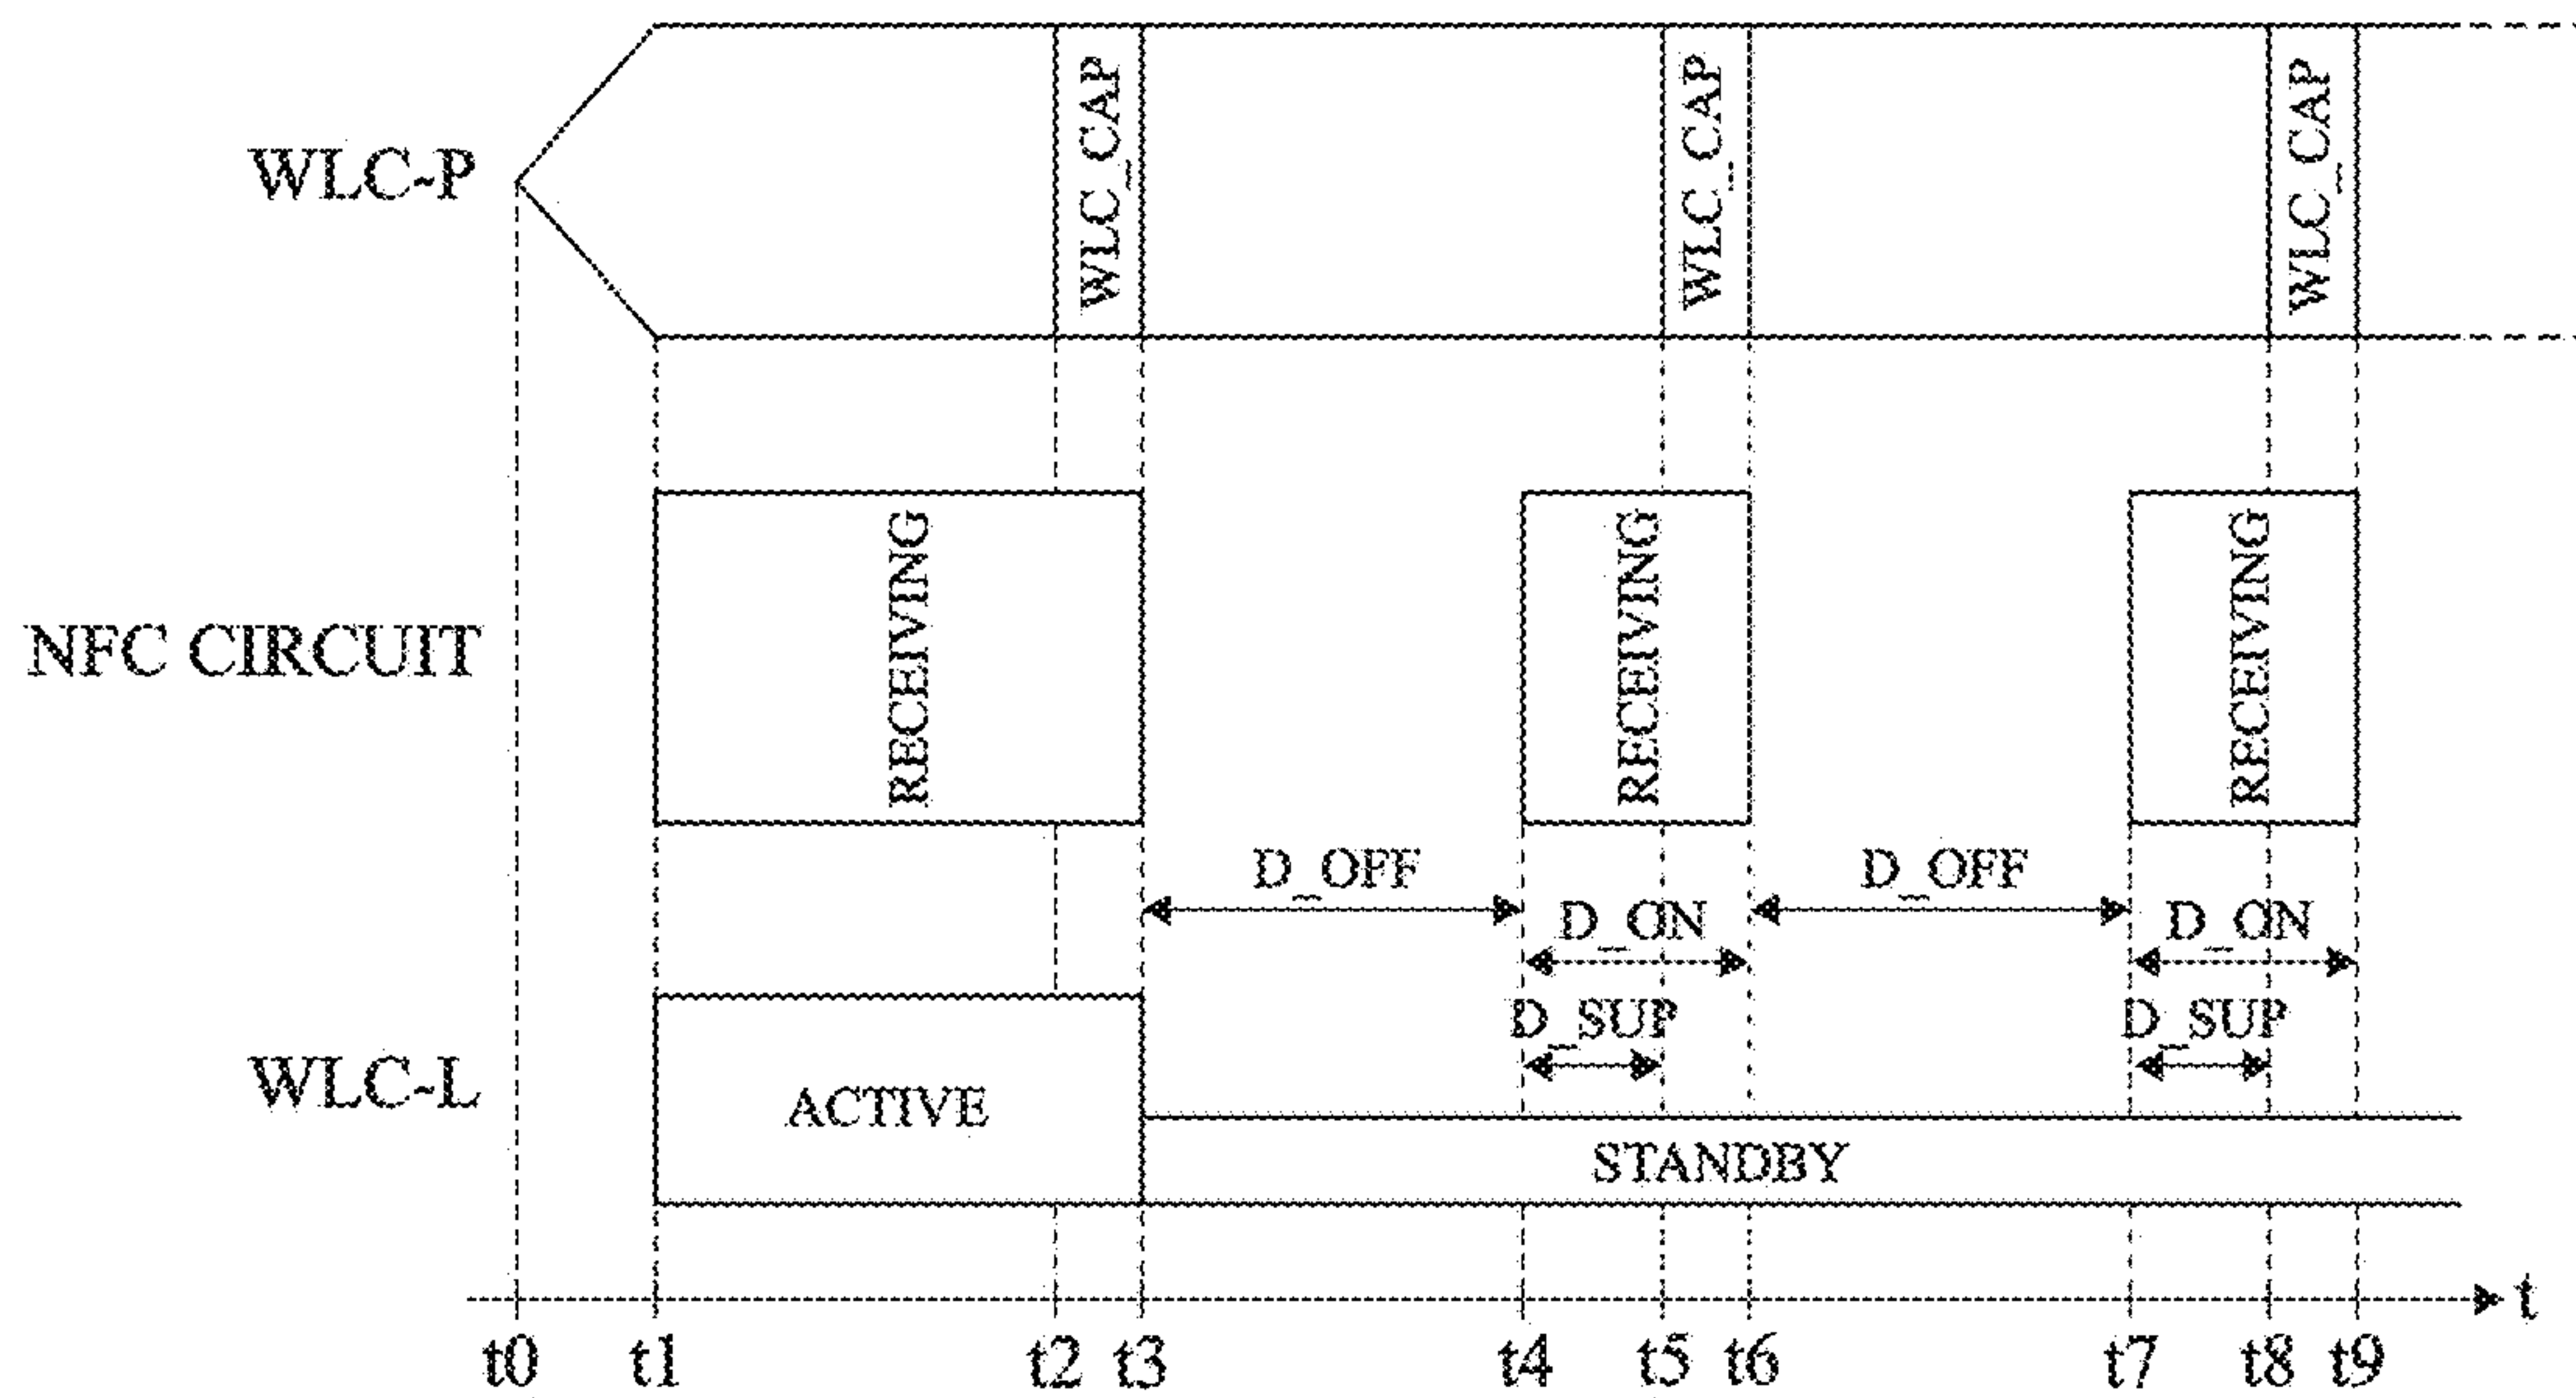 WLC-P
WLC_CAP
WLC_CAP
WLC_CAP
NFC CIRCUIT
RECEIVING
RECEIVING
RECEIVING
D_OFF
D_OFF
D_ON
D_ON
D_SUP
D_SUP
WLC-L
ACTIVE
STANDBY
t
t0 t1 t2 t3 t4 t5 t6 t7 t8 t9